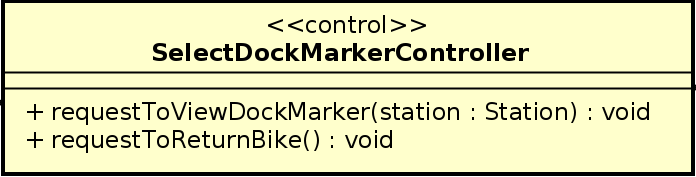 <<control>>
SelectDockMarkerController
+ requestToViewDockMarker(station : Station) : void
+ requestToReturnBike() : void